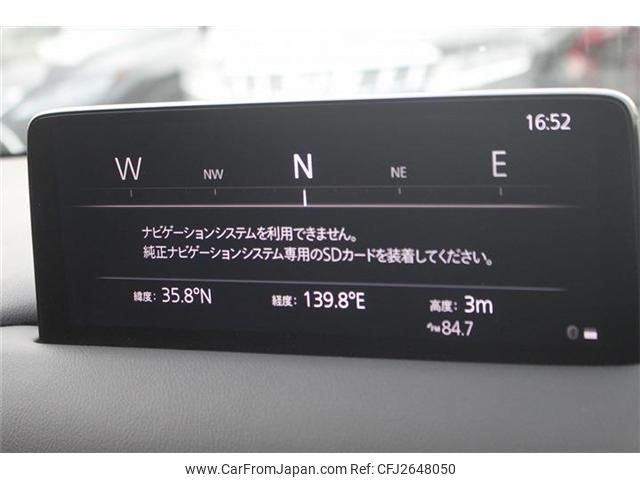 16:52
W NW N NE E
ナビゲーションシステムを利用できません。
純正ナビゲーションシステム専用のSDカードを装着してください。
緯度: 35.8°N 経度: 139.8°E 高度: 3m
FM 84.7
www.CarFromJapan.com - CFJ2648050